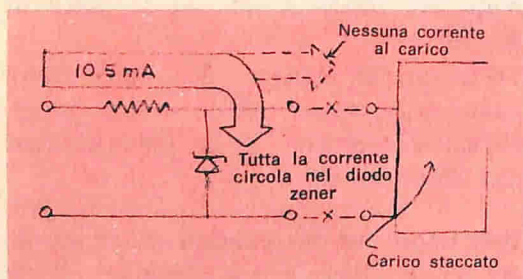 Nessuna corrente
al carico
10,5 mA
Tutta la corrente
circola nel diodo
zener
Carico staccato